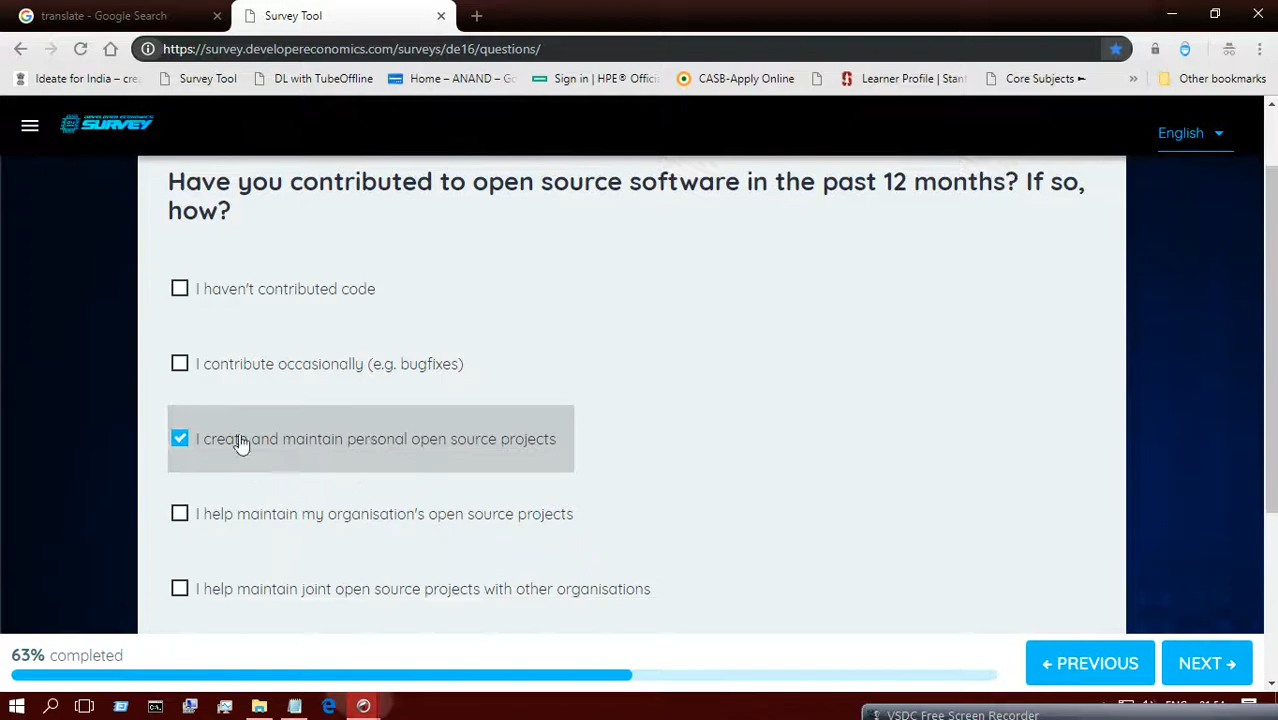 translate - Google Search
Survey Tool
https://survey.developereconomics.com/surveys/de16/questions/
Ideate for India – cre
Survey Tool
DL with TubeOffline
Home – ANAND – Go
Sign in | HPE® Offici
CASB-Apply Online
Learner Profile | Stan
Core Subjects ►
»
Other bookmarks
DEVELOPER ECONOMICS
SURVEY
English
Have you contributed to open source software in the past 12 months? If so,
how?
I haven't contributed code
I contribute occasionally (e.g. bugfixes)
I create and maintain personal open source projects
I help maintain my organisation's open source projects
I help maintain joint open source projects with other organisations
63% completed
← PREVIOUS
NEXT →
VSDC Free Screen Recorder